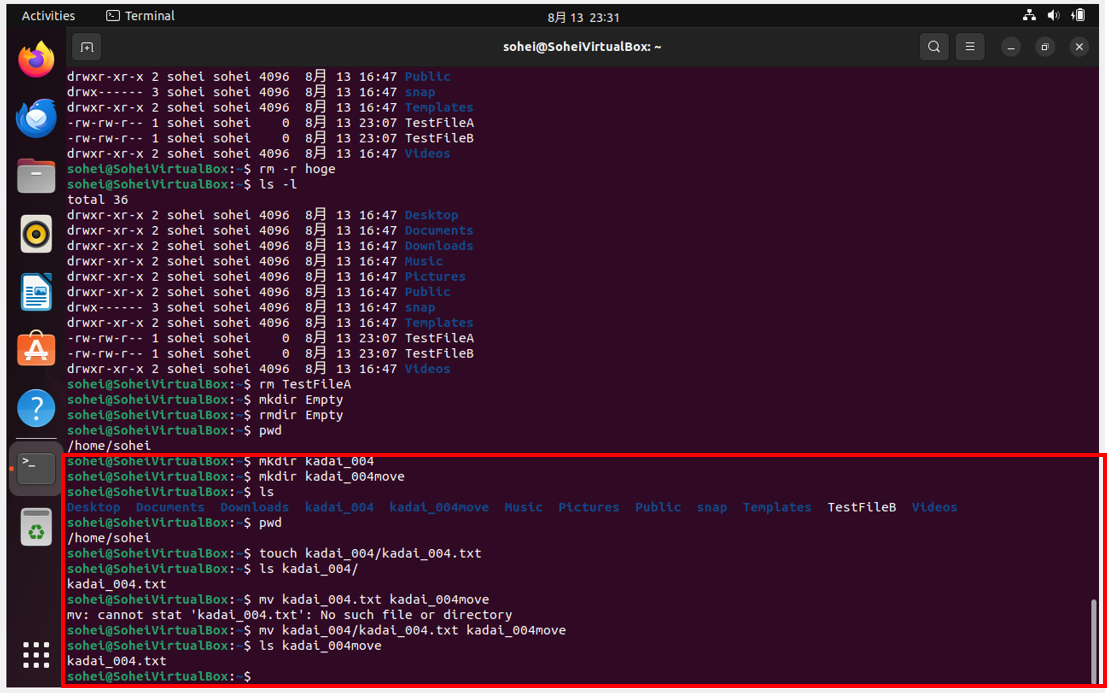 Activities Terminal 8月 13 23:31
sohei@SoheiVirtualBox: ~
drwxr-xr-x 2 sohei sohei 4096  8月 13 16:47 Public
drwx------ 3 sohei sohei 4096  8月 13 16:47 snap
drwxr-xr-x 2 sohei sohei 4096  8月 13 16:47 Templates
-rw-rw-r-- 1 sohei sohei    0  8月 13 23:07 TestFileA
-rw-rw-r-- 1 sohei sohei    0  8月 13 23:07 TestFileB
drwxr-xr-x 2 sohei sohei 4096  8月 13 16:47 Videos
sohei@SoheiVirtualBox:~$ rm -r hoge
sohei@SoheiVirtualBox:~$ ls -l
total 36
drwxr-xr-x 2 sohei sohei 4096  8月 13 16:47 Desktop
drwxr-xr-x 2 sohei sohei 4096  8月 13 16:47 Documents
drwxr-xr-x 2 sohei sohei 4096  8月 13 16:47 Downloads
drwxr-xr-x 2 sohei sohei 4096  8月 13 16:47 Music
drwxr-xr-x 2 sohei sohei 4096  8月 13 16:47 Pictures
drwxr-xr-x 2 sohei sohei 4096  8月 13 16:47 Public
drwx------ 3 sohei sohei 4096  8月 13 16:47 snap
drwxr-xr-x 2 sohei sohei 4096  8月 13 16:47 Templates
-rw-rw-r-- 1 sohei sohei    0  8月 13 23:07 TestFileA
-rw-rw-r-- 1 sohei sohei    0  8月 13 23:07 TestFileB
drwxr-xr-x 2 sohei sohei 4096  8月 13 16:47 Videos
sohei@SoheiVirtualBox:~$ rm TestFileA
sohei@SoheiVirtualBox:~$ mkdir Empty
sohei@SoheiVirtualBox:~$ rmdir Empty
sohei@SoheiVirtualBox:~$ pwd
/home/sohei
sohei@SoheiVirtualBox:~$ mkdir kadai_004
sohei@SoheiVirtualBox:~$ mkdir kadai_004move
sohei@SoheiVirtualBox:~$ ls
Desktop  Documents  Downloads  kadai_004  kadai_004move  Music  Pictures  Public  snap  Templates  TestFileB  Videos
sohei@SoheiVirtualBox:~$ pwd
/home/sohei
sohei@SoheiVirtualBox:~$ touch kadai_004/kadai_004.txt
sohei@SoheiVirtualBox:~$ ls kadai_004/
kadai_004.txt
sohei@SoheiVirtualBox:~$ mv kadai_004.txt kadai_004move
mv: cannot stat 'kadai_004.txt': No such file or directory
sohei@SoheiVirtualBox:~$ mv kadai_004/kadai_004.txt kadai_004move
sohei@SoheiVirtualBox:~$ ls kadai_004move
kadai_004.txt
sohei@SoheiVirtualBox:~$